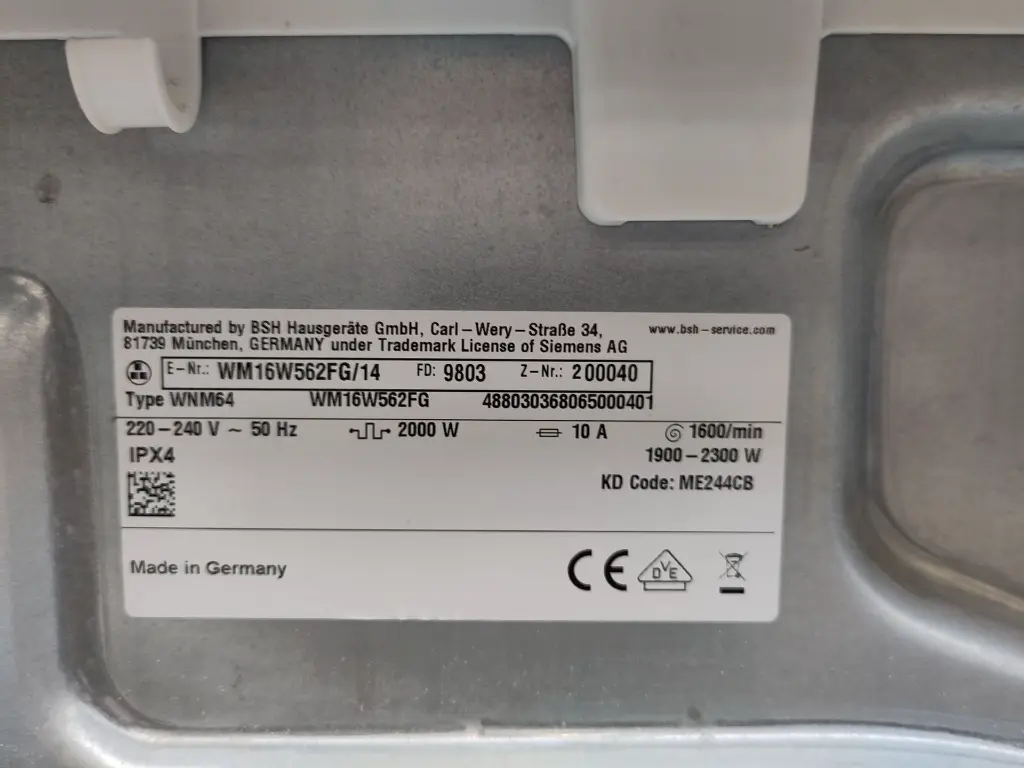 Manufactured by BSH Hausgeräte GmbH, Carl-Wery-Straße 34, www.bsh-service.com
81739 München, GERMANY under Trademark License of Siemens AG
E-Nr.: WM16W562FG/14 FD: 9803 Z-Nr.: 200040
Type WNM64 WM16W562FG 488030368065000401
220-240 V ~ 50 Hz 2000 W 10 A 1600/min
IPX4 1900-2300 W
KD Code: ME244CB
Made in Germany CE DVE